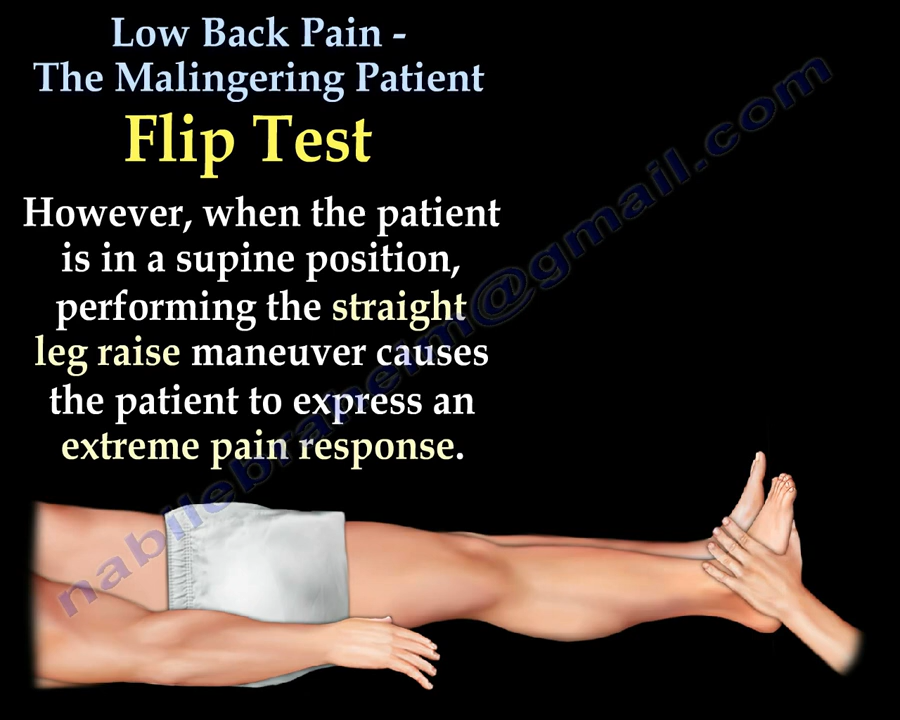 Low Back Pain -
The Malingering Patient
Flip Test
However, when the patient
is in a supine position,
performing the straight
leg raise maneuver causes
the patient to express an
extreme pain response.
nabilebraheim@gmail.com